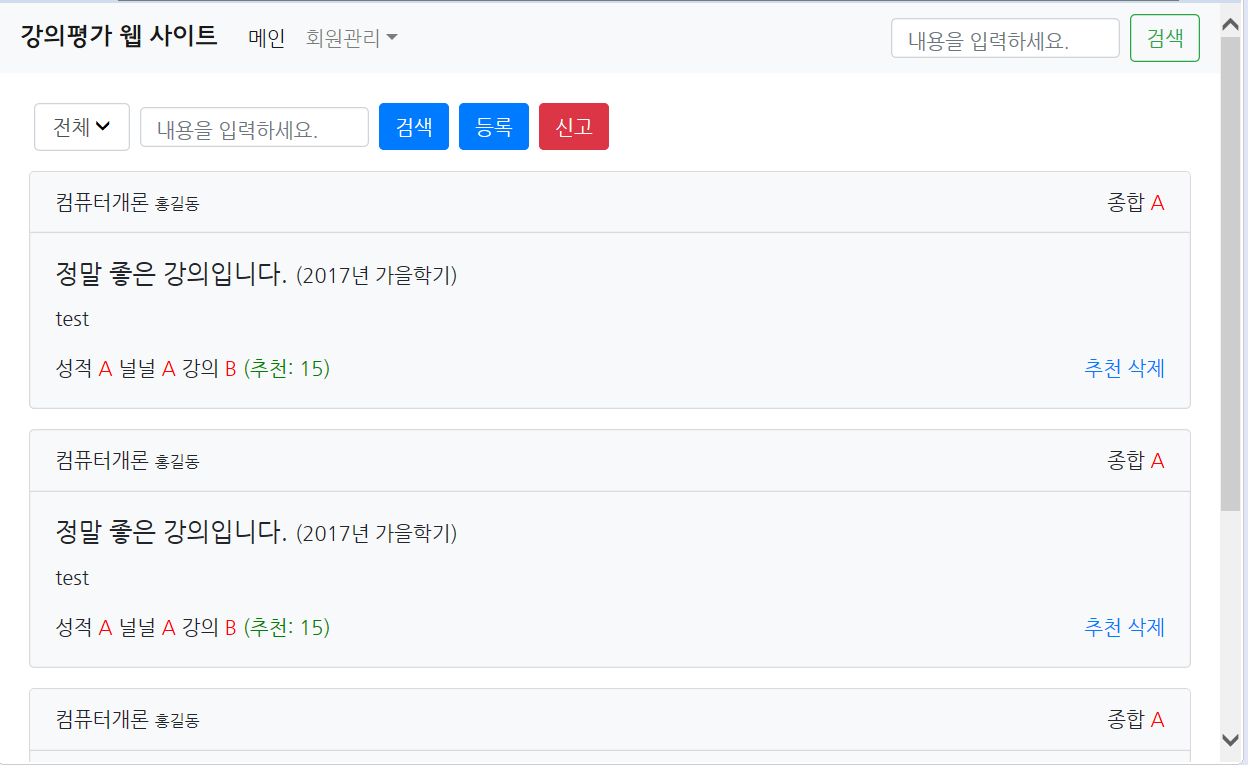 강의평가 웹 사이트 메인 회원관리 내용을 입력하세요. 검색
전체 내용을 입력하세요. 검색 등록 신고
컴퓨터개론 홍길동 종합 A
정말 좋은 강의입니다. (2017년 가을학기)
test
성적 A 널널 A 강의 B (추천: 15) 추천 삭제
컴퓨터개론 홍길동 종합 A
정말 좋은 강의입니다. (2017년 가을학기)
test
성적 A 널널 A 강의 B (추천: 15) 추천 삭제
컴퓨터개론 홍길동 종합 A